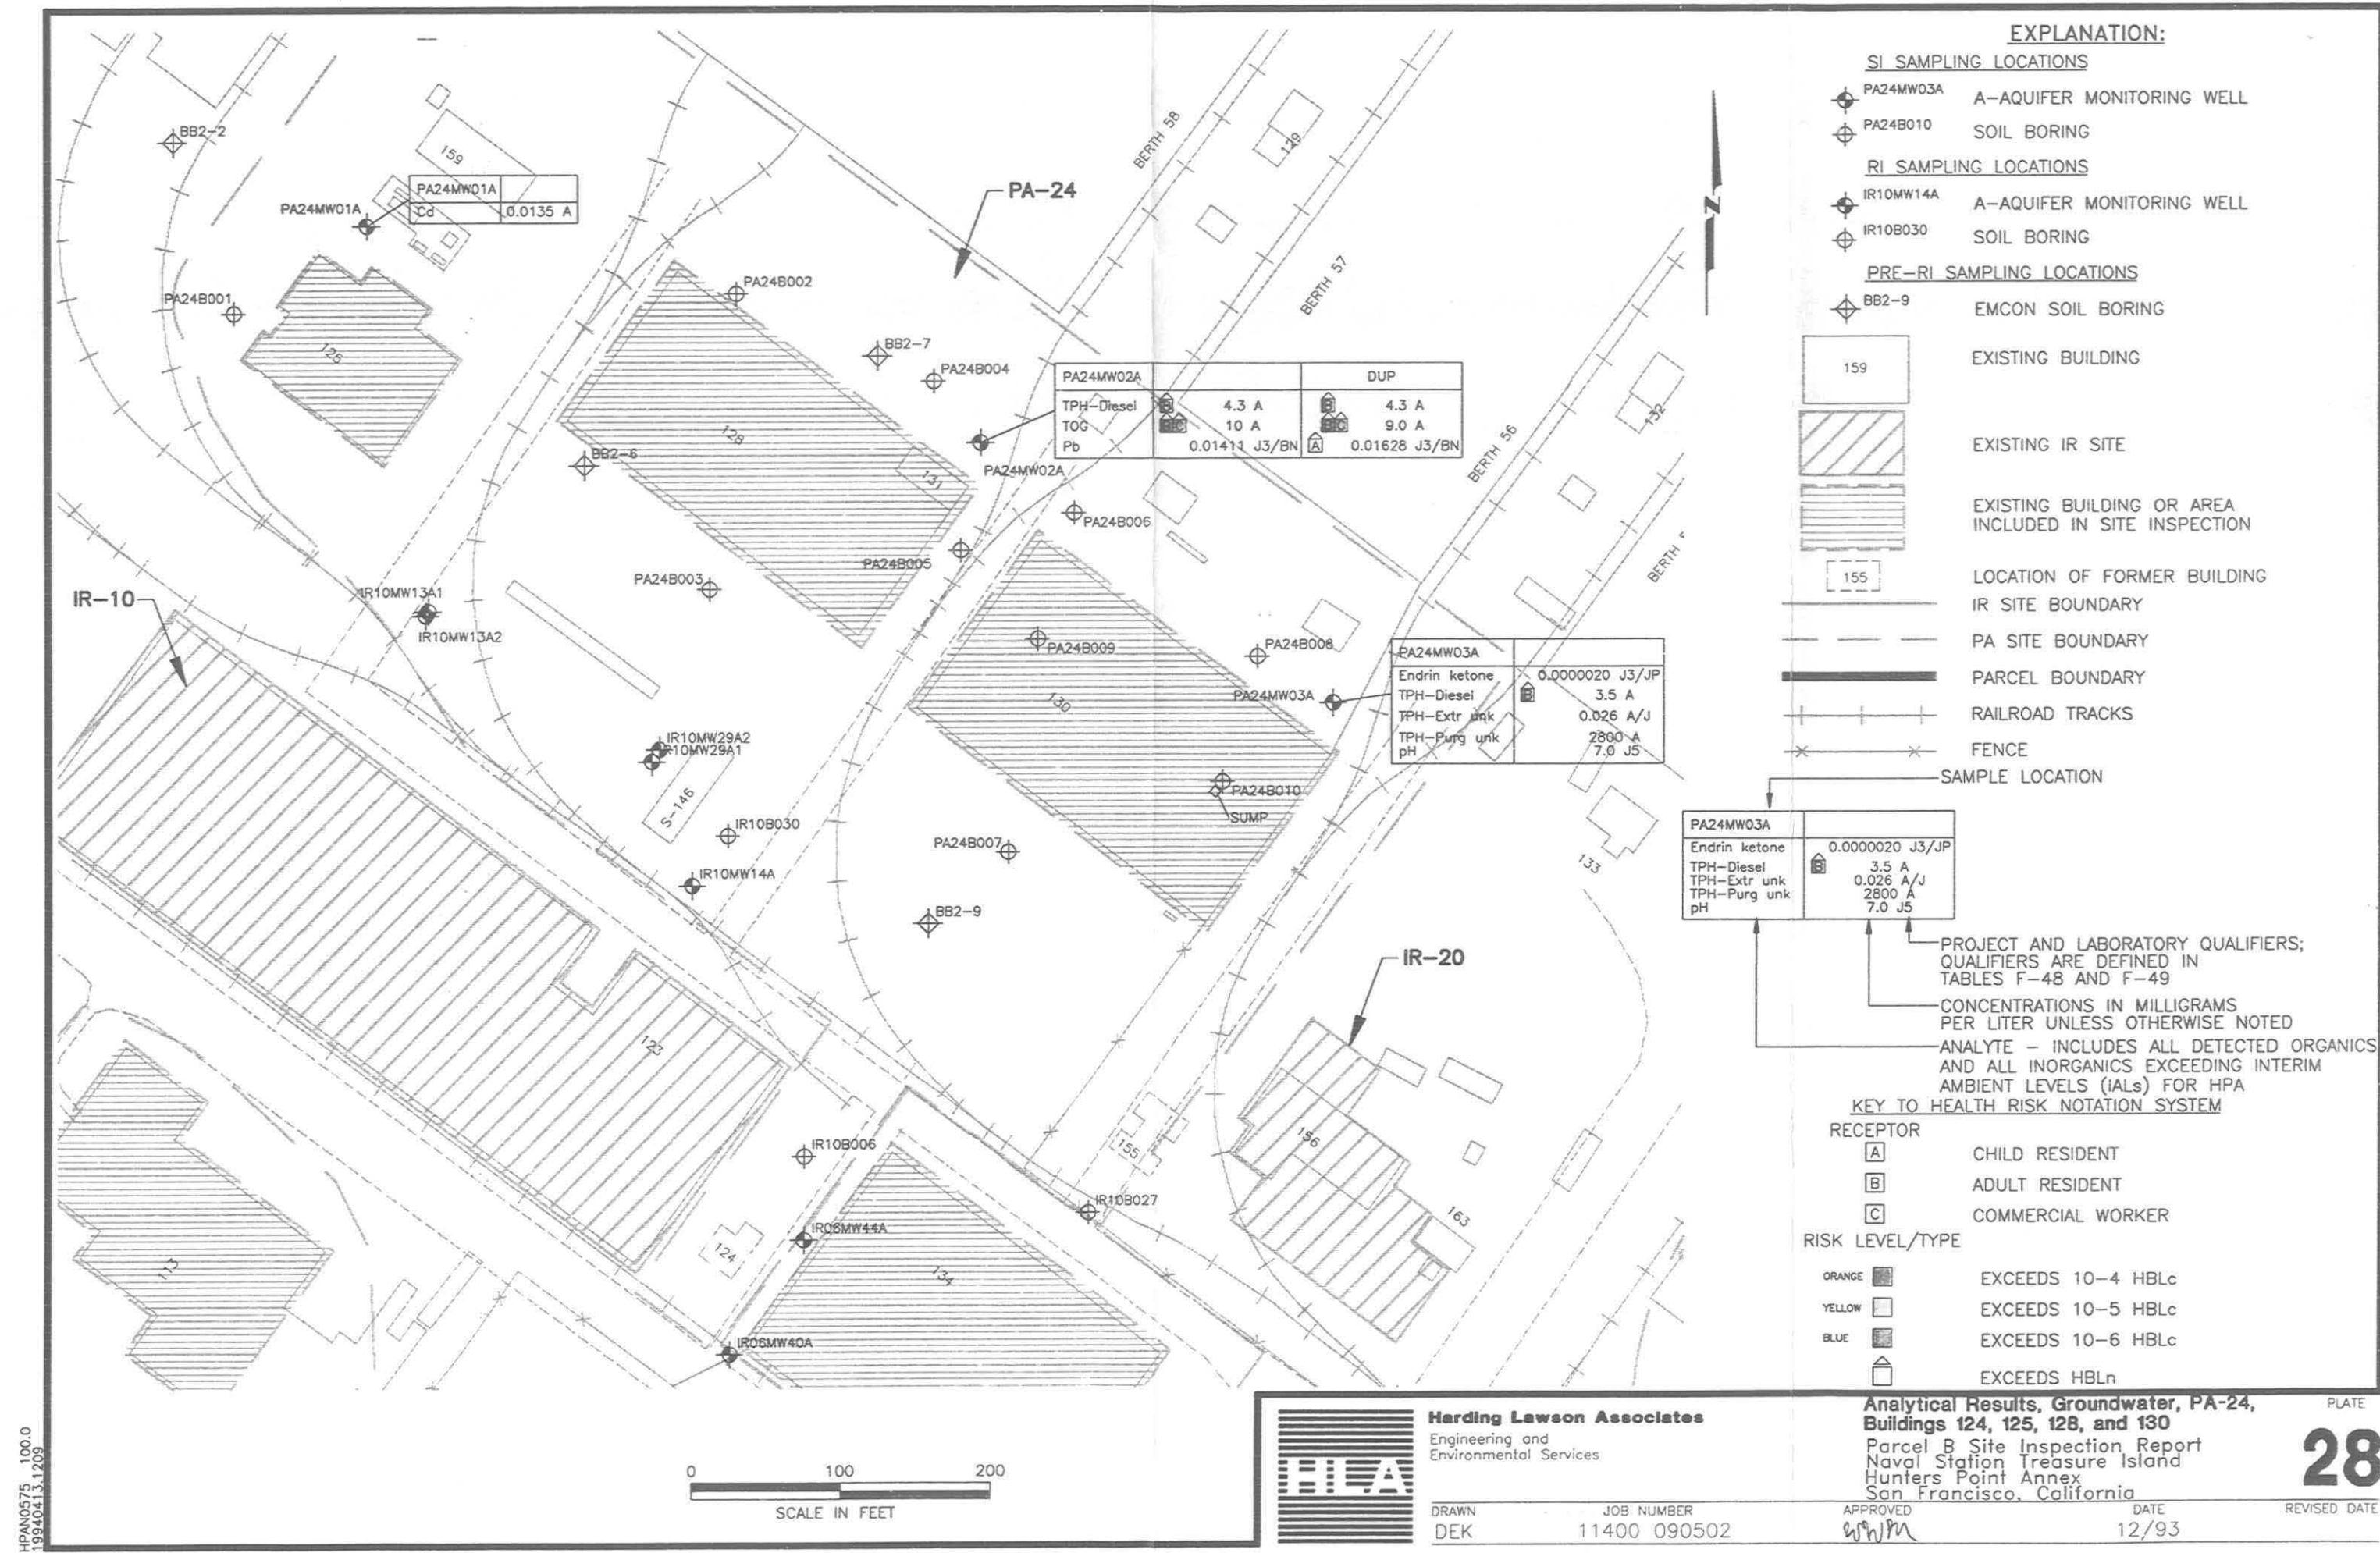 EXPLANATION:
SI SAMPLING LOCATIONS
PA24MW03A A-AQUIFER MONITORING WELL
PA24B010 SOIL BORING
RI SAMPLING LOCATIONS
IR10MW14A A-AQUIFER MONITORING WELL
IR10B030 SOIL BORING
PRE-RI SAMPLING LOCATIONS
BB2-9 EMCON SOIL BORING
159 EXISTING BUILDING
EXISTING IR SITE
EXISTING BUILDING OR AREA
INCLUDED IN SITE INSPECTION
155 LOCATION OF FORMER BUILDING
IR SITE BOUNDARY
PA SITE BOUNDARY
PARCEL BOUNDARY
RAILROAD TRACKS
FENCE
SAMPLE LOCATION
PA24MW03A
Endrin ketone 0.0000020 J3/JP
TPH-Diesel B 3.5 A
TPH-Extr unk 0.026 A/J
TPH-Purg unk 2800 A
pH 7.0 J5
PROJECT AND LABORATORY QUALIFIERS;
QUALIFIERS ARE DEFINED IN
TABLES F-48 AND F-49
CONCENTRATIONS IN MILLIGRAMS
PER LITER UNLESS OTHERWISE NOTED
ANALYTE - INCLUDES ALL DETECTED ORGANICS
AND ALL INORGANICS EXCEEDING INTERIM
AMBIENT LEVELS (IALs) FOR HPA
KEY TO HEALTH RISK NOTATION SYSTEM
RECEPTOR
A CHILD RESIDENT
B ADULT RESIDENT
C COMMERCIAL WORKER
RISK LEVEL/TYPE
ORANGE EXCEEDS 10-4 HBLc
YELLOW EXCEEDS 10-5 HBLc
BLUE EXCEEDS 10-6 HBLc
EXCEEDS HBLn
N
BB2-2
159
PA24MW01A
PA24MW01A
Cd 0.0135 A
PA24B001
125
PA-24
BERTH 58
129
BERTH 57
PA24B002
BB2-7
PA24B004
128
131
BB2-6
PA24MW02A DUP
TPH-Diesel B 4.3 A B 4.3 A
TOG B C 10 A B C 9.0 A
Pb 0.01411 J3/BN A 0.01628 J3/BN
PA24MW02A
BERTH 56
132
BERTH
PA24B006
PA24B005
PA24B003
IR-10
IR10MW13A1
IR10MW13A2
PA24B009
PA24B008
130
PA24MW03A
PA24MW03A
Endrin ketone 0.0000020 J3/JP
TPH-Diesel B 3.5 A
TPH-Extr unk 0.026 A/J
TPH-Purg unk 2800 A
pH 7.0 J5
IR10MW29A2
IR10MW29A1
S-146
PA24B010
SUMP
IR10B030
PA24B007
133
IR10MW14A
BB2-9
IR-20
123
IR10B006
155
156
IR10B027
163
IR06MW44A
124
134
113
IR06MW40A
0 100 200
SCALE IN FEET
HPAN0575 100.0
19940413.1209
HLA
Harding Lawson Associates
Engineering and
Environmental Services
Analytical Results, Groundwater, PA-24,
Buildings 124, 125, 128, and 130
Parcel B Site Inspection Report
Naval Station Treasure Island
Hunters Point Annex
San Francisco, California
PLATE
28
DRAWN JOB NUMBER APPROVED DATE REVISED DATE
DEK 11400 090502 WWM 12/93